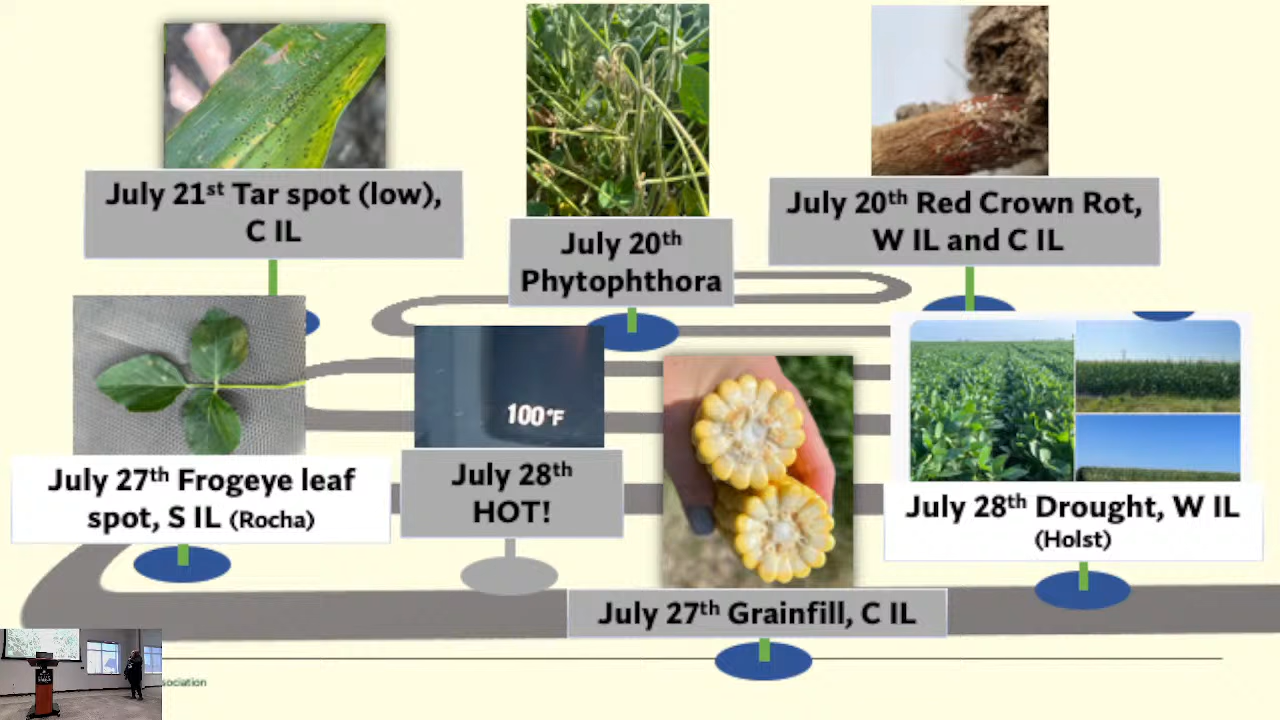 July 21st Tar spot (low),
C IL
July 20th
Phytophthora
July 20th Red Crown Rot,
W IL and C IL
100°F
July 27th Frogeye leaf
spot, S IL (Rocha)
July 28th
HOT!
July 27th Grainfill, C IL
July 28th Drought, W IL
(Holst)
sociation